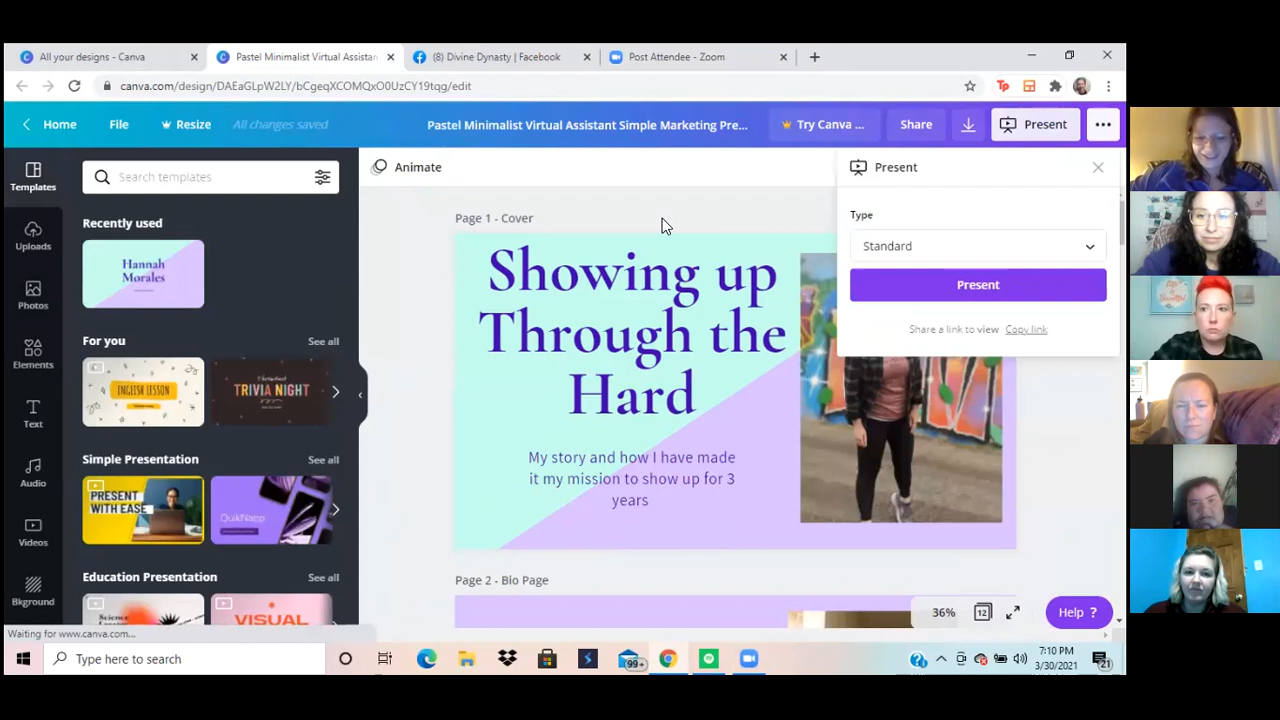 All your designs - Canva
Pastel Minimalist Virtual Assistan
(8) Divine Dynasty | Facebook
Post Attendee - Zoom
canva.com/design/DAEaGLpW2LY/bCgeqXCOMQxO0UzCY19tqg/edit
Home
File
Resize
All changes saved
Pastel Minimalist Virtual Assistant Simple Marketing Pre...
Try Canva ...
Share
Present
Templates
Uploads
Photos
Elements
Text
Audio
Videos
Bkground
Search templates
Recently used
Hannah
Morales
For you
See all
ENGLISH LESSON
TRIVIA NIGHT
Simple Presentation
See all
PRESENT
WITH EASE
QuikNapp
Education Presentation
See all
Science
VISUAL
Animate
Page 1 - Cover
Showing up
Through the
Hard
My story and how I have made
it my mission to show up for 3
years
Page 2 - Bio Page
Present
Type
Standard
Present
Share a link to view Copy link
36%
12
Help ?
Waiting for www.canva.com...
Type here to search
99+
7:10 PM
3/30/2021
21